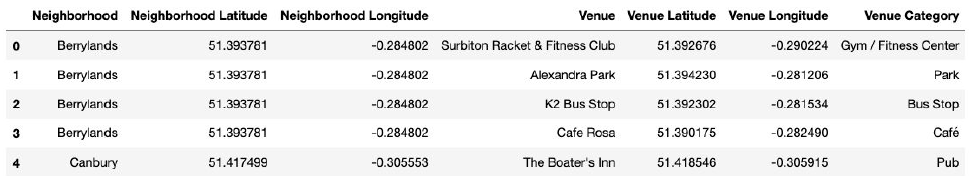 Neighborhood Neighborhood Latitude Neighborhood Longitude Venue Venue Latitude Venue Longitude Venue Category
0 Berrylands 51.393781 -0.284802 Surbiton Racket & Fitness Club 51.392676 -0.290224 Gym / Fitness Center
1 Berrylands 51.393781 -0.284802 Alexandra Park 51.394230 -0.281206 Park
2 Berrylands 51.393781 -0.284802 K2 Bus Stop 51.392302 -0.281534 Bus Stop
3 Berrylands 51.393781 -0.284802 Cafe Rosa 51.390175 -0.282490 Café
4 Canbury 51.417499 -0.305553 The Boater's Inn 51.418546 -0.305915 Pub